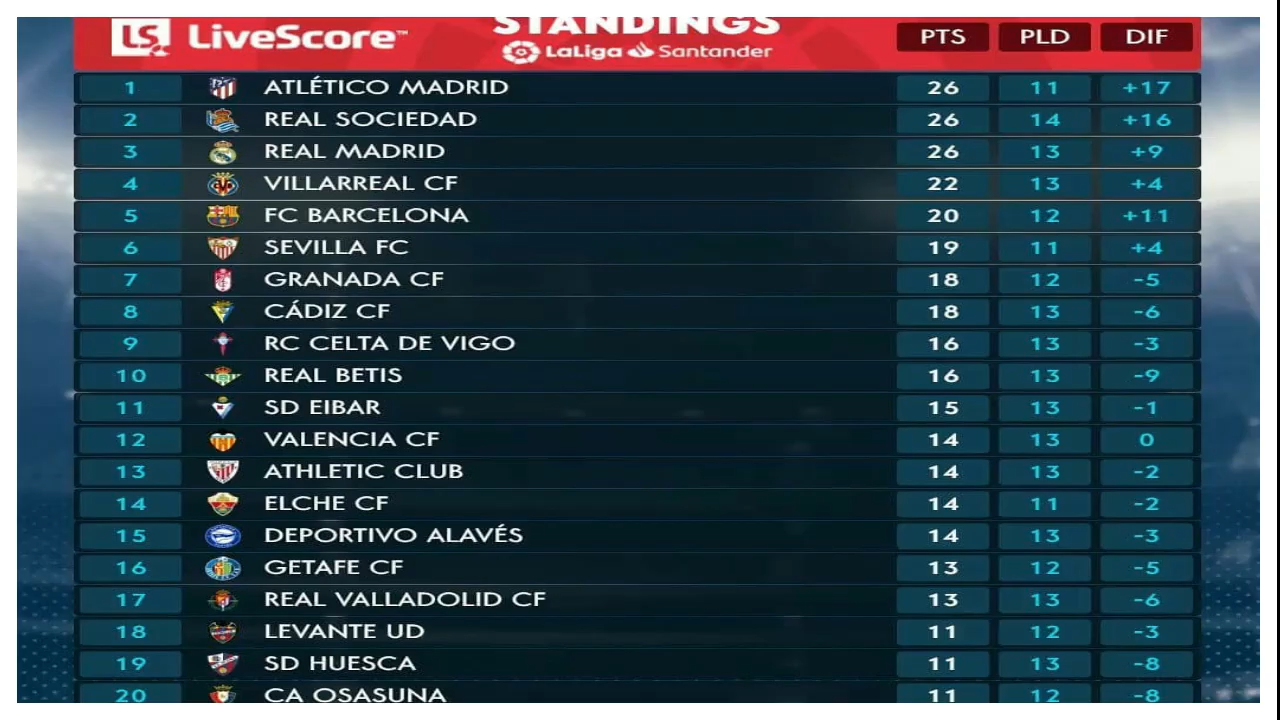 LS LiveScore™ STANDINGS PTS PLD DIF
LaLiga Santander
1 ATLÉTICO MADRID 26 11 +17
2 REAL SOCIEDAD 26 14 +16
3 REAL MADRID 26 13 +9
4 VILLARREAL CF 22 13 +4
5 FC BARCELONA 20 12 +11
6 SEVILLA FC 19 11 +4
7 GRANADA CF 18 12 -5
8 CÁDIZ CF 18 13 -6
9 RC CELTA DE VIGO 16 13 -3
10 REAL BETIS 16 13 -9
11 SD EIBAR 15 13 -1
12 VALENCIA CF 14 13 0
13 ATHLETIC CLUB 14 13 -2
14 ELCHE CF 14 11 -2
15 DEPORTIVO ALAVÉS 14 13 -3
16 GETAFE CF 13 12 -5
17 REAL VALLADOLID CF 13 13 -6
18 LEVANTE UD 11 12 -3
19 SD HUESCA 11 13 -8
20 CA OSASUNA 11 12 -8